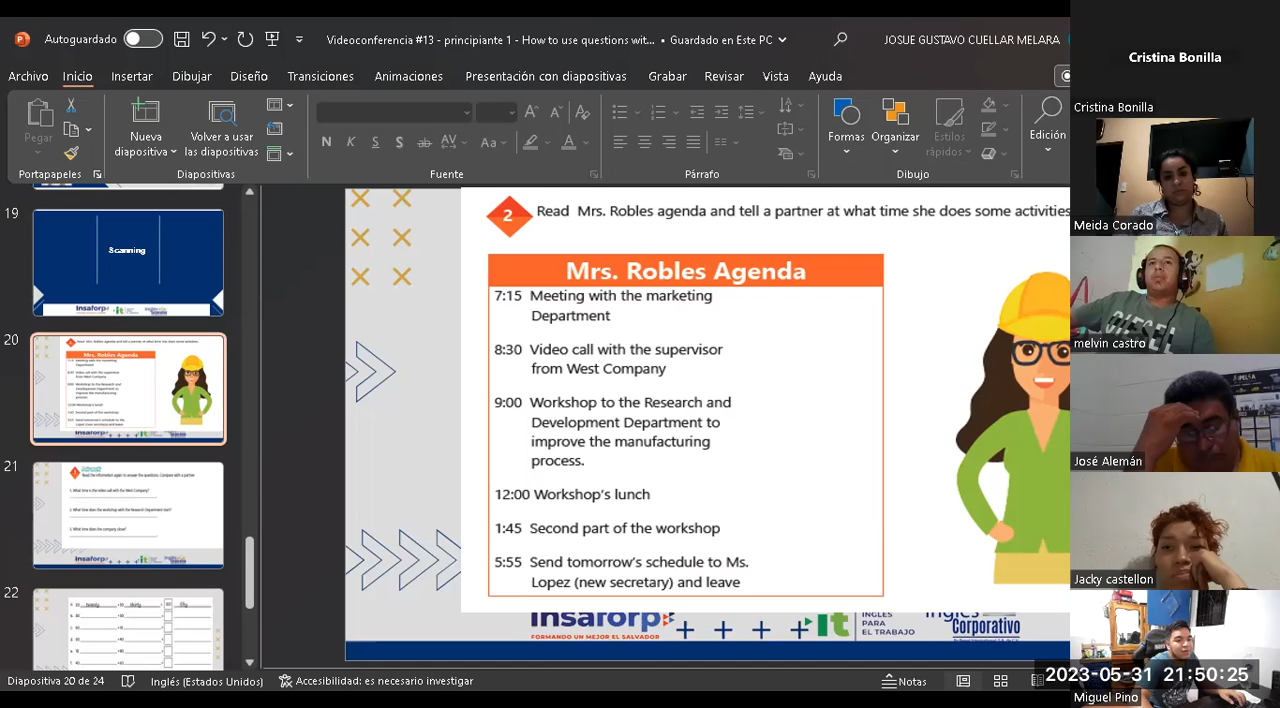 Autoguardado
Videoconferencia #13 - principiante 1 - How to use questions wit... • Guardado en Este PC
JOSUE GUSTAVO CUELLAR MELARA
Archivo Inicio Insertar Dibujar Diseño Transiciones Animaciones Presentación con diapositivas Grabar Revisar Vista Ayuda
Pegar
Nueva diapositiva
Volver a usar las diapositivas
N K S S ab AV Aa A
Formas Organizar Estilos rápidos Edición
Portapapeles Diapositivas Fuente Párrafo Dibujo
19
Scanning
20
21
22
2 Read Mrs. Robles agenda and tell a partner at what time she does some activities
Mrs. Robles Agenda
7:15 Meeting with the marketing
Department
8:30 Video call with the supervisor
from West Company
9:00 Workshop to the Research and
Development Department to
improve the manufacturing
process.
12:00 Workshop's lunch
1:45 Second part of the workshop
5:55 Send tomorrow's schedule to Ms.
Lopez (new secretary) and leave
insaforp
FORMANDO UN MEJOR EL SALVADOR
it
INGLÉS
PARA
EL TRABAJO
Inglés
Corporativo
Diapositiva 20 de 24
Inglés (Estados Unidos)
Accesibilidad: es necesario investigar
Notas
Cristina Bonilla
Cristina Bonilla
Meida Corado
melvin castro
José Alemán
Jacky castellon
2023-05-31 21:50:25
Miguel Pino